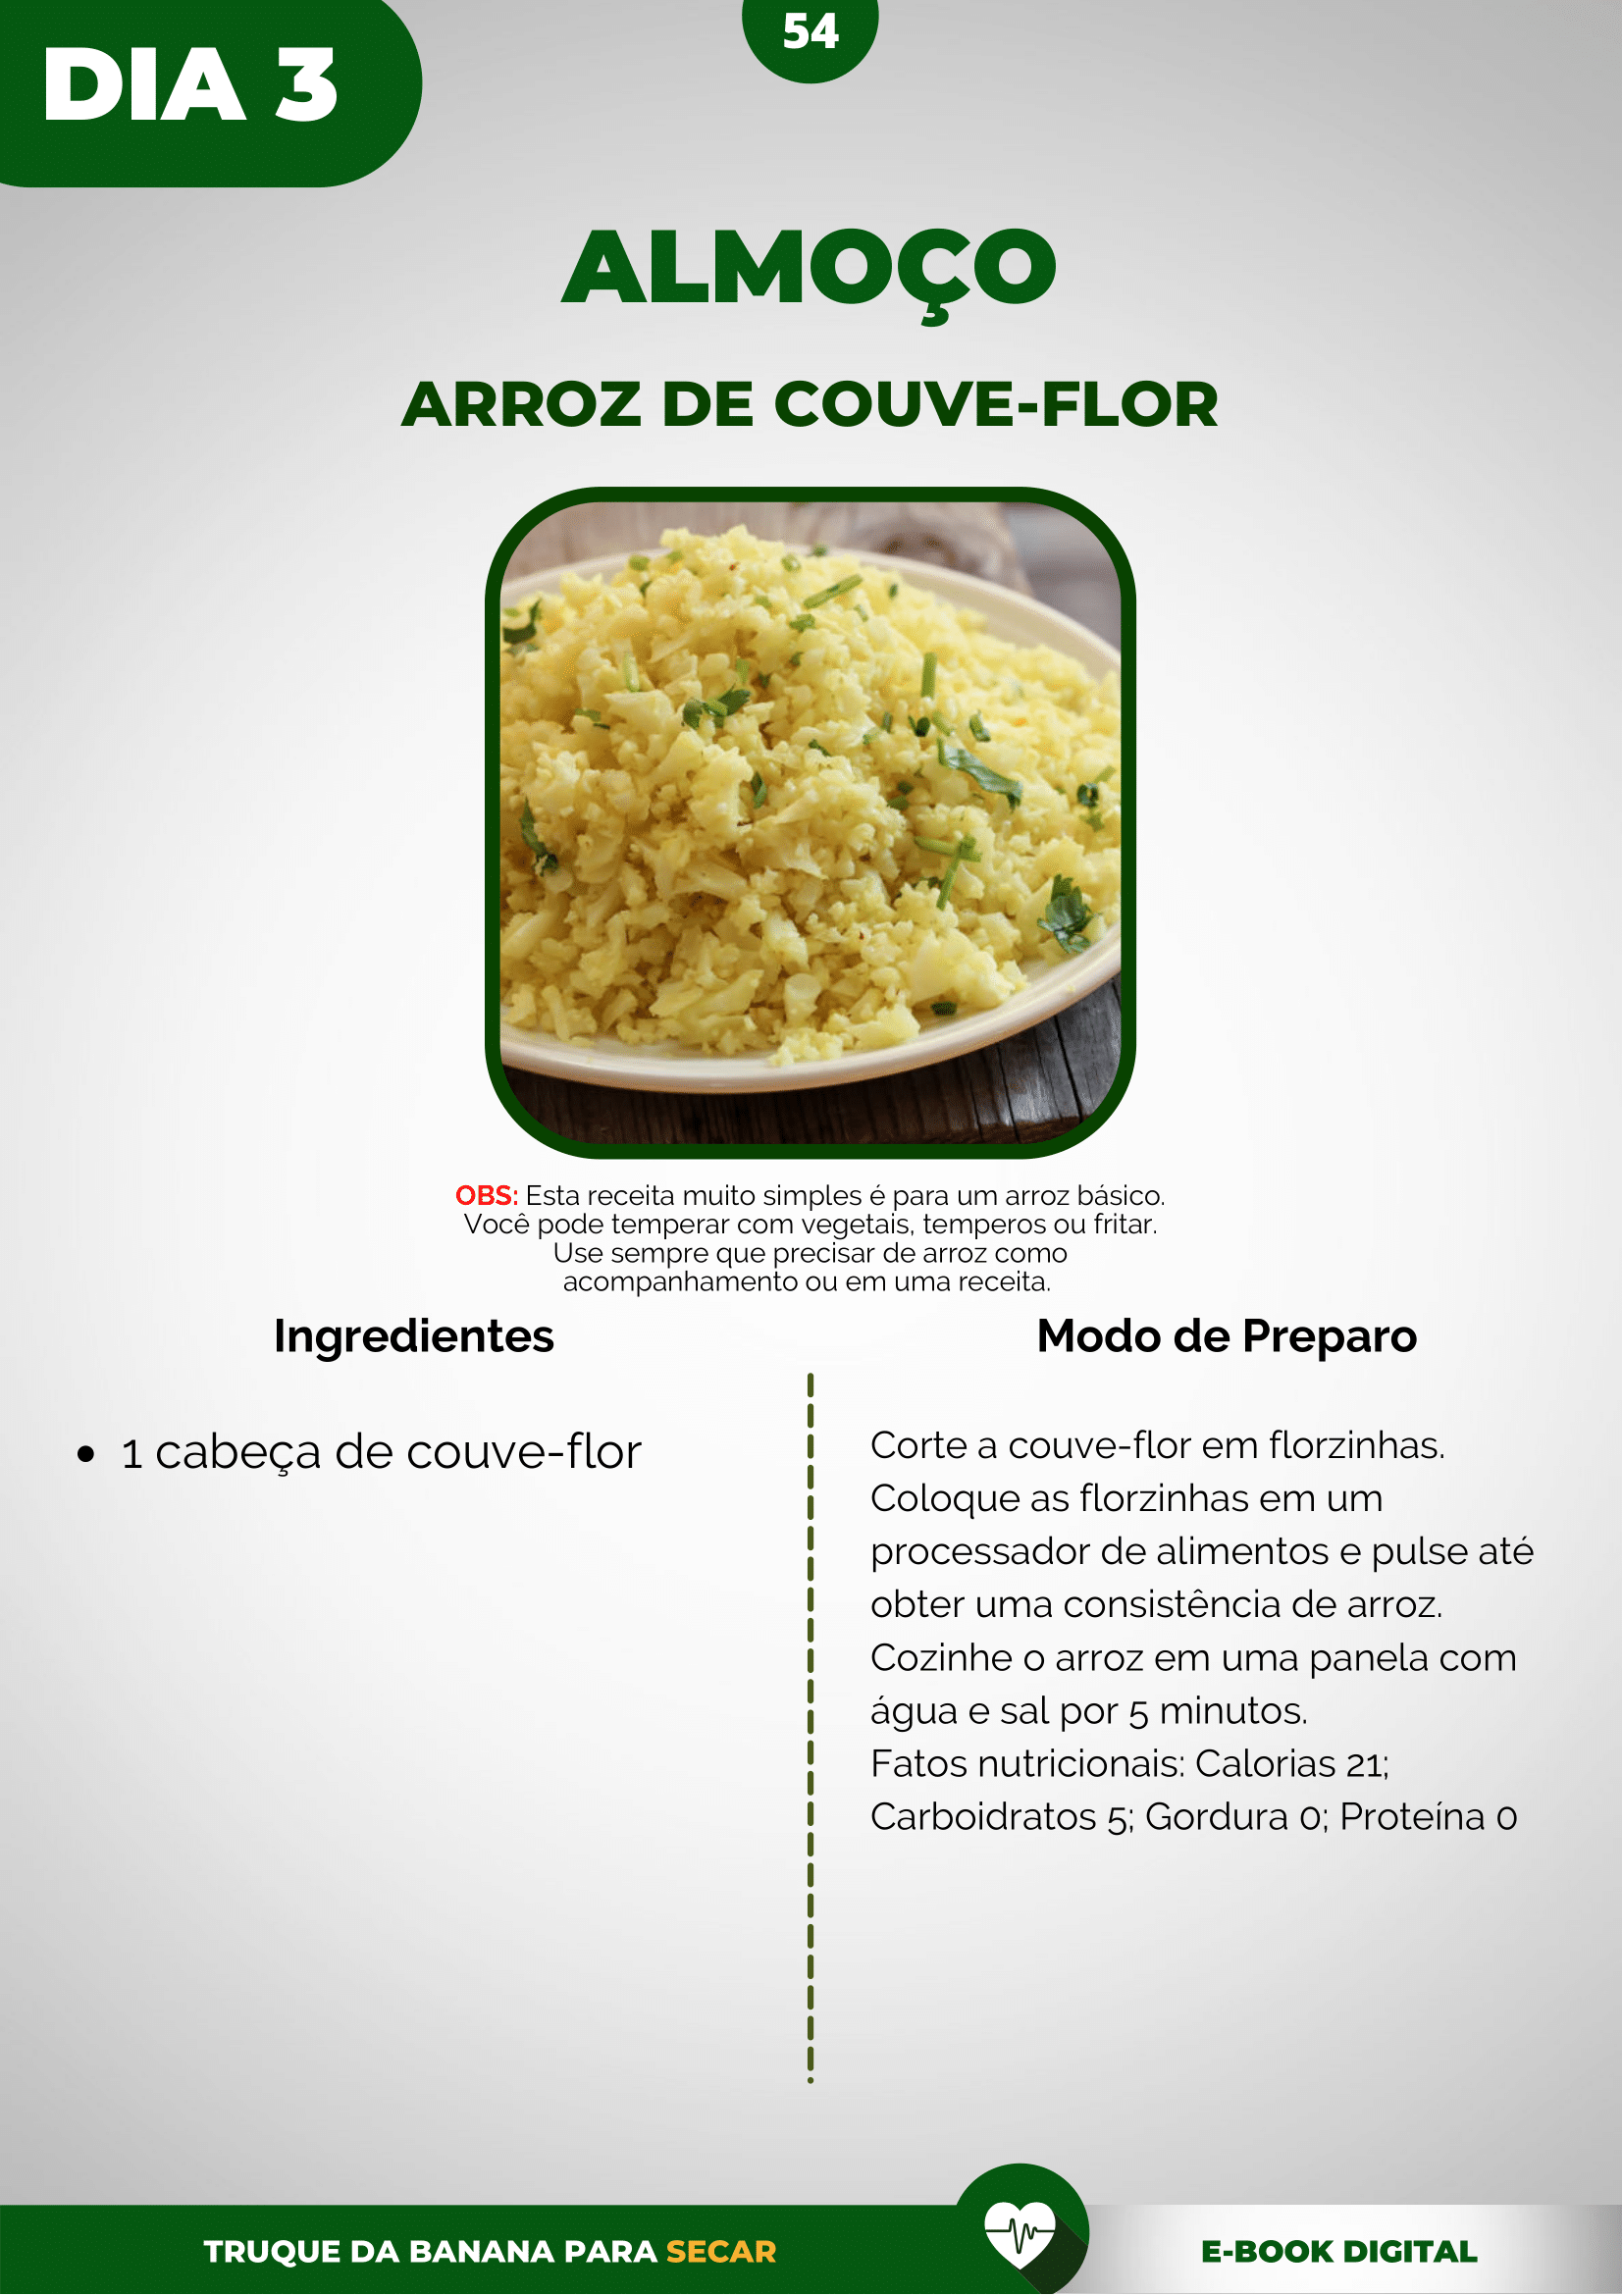 DIA 3
54
ALMOÇO
ARROZ DE COUVE-FLOR
OBS: Esta receita muito simples é para um arroz básico.
Você pode temperar com vegetais, temperos ou fritar.
Use sempre que precisar de arroz como
acompanhamento ou em uma receita.
Ingredientes
• 1 cabeça de couve-flor
Modo de Preparo
Corte a couve-flor em florzinhas.
Coloque as florzinhas em um
processador de alimentos e pulse até
obter uma consistência de arroz.
Cozinhe o arroz em uma panela com
água e sal por 5 minutos.
Fatos nutricionais: Calorias 21;
Carboidratos 5; Gordura 0; Proteína 0
TRUQUE DA BANANA PARA SECAR
E-BOOK DIGITAL